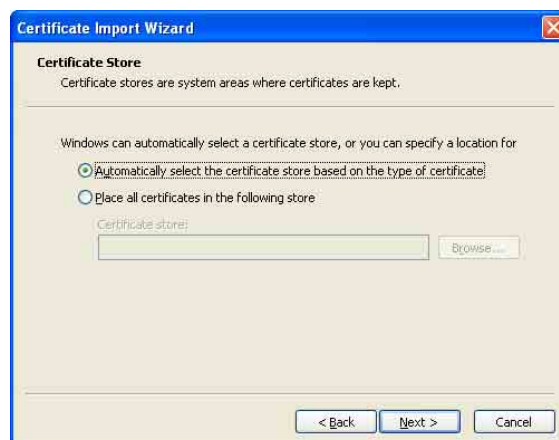 Certificate Import Wizard
Certificate Store
Certificate stores are system areas where certificates are kept.
Windows can automatically select a certificate store, or you can specify a location for
Automatically select the certificate store based on the type of certificate
Place all certificates in the following store
Certificate store:
Browse...
< Back Next > Cancel